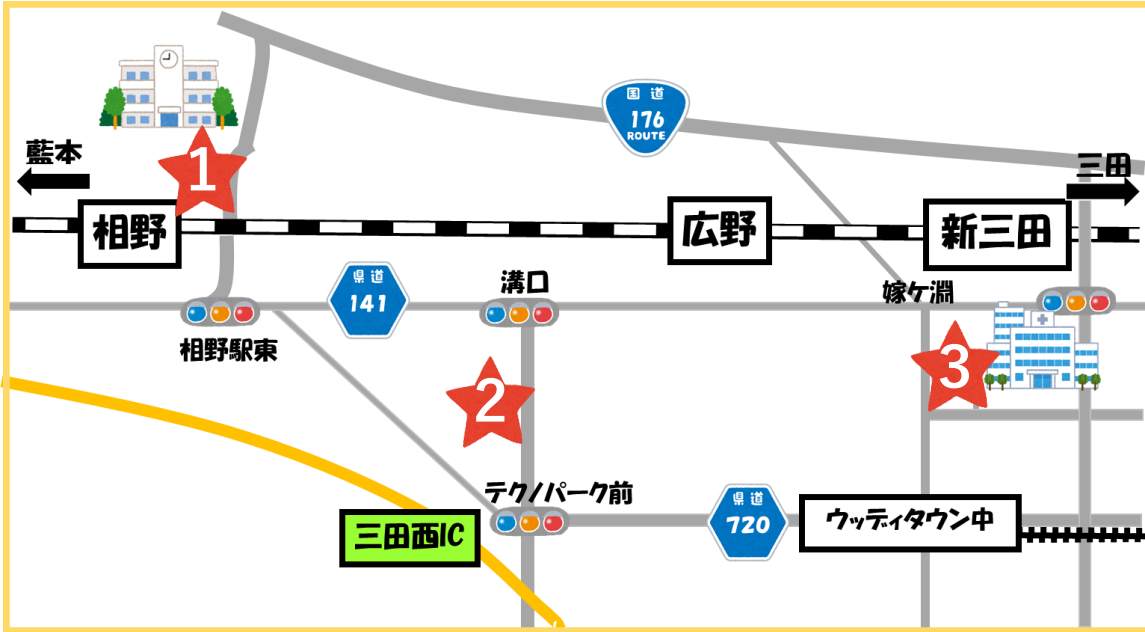 国道
176
ROUTE
藍本
三田
1
相野
広野
新三田
県道
141
溝口
嫁ケ淵
相野駅東
3
2
テクノパーク前
県道
720
ウッディタウン中
三田西IC